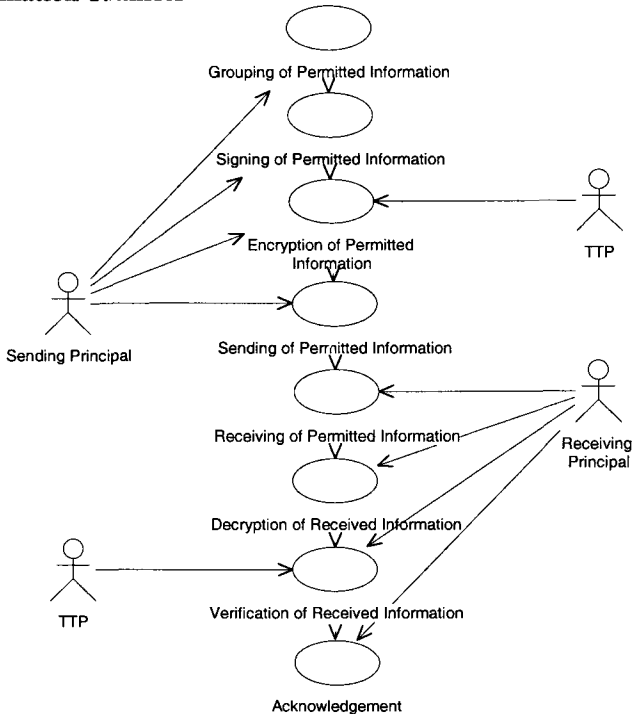 Grouping of Permitted Information
Signing of Permitted Information
TTP
Encryption of Permitted
Information
Sending Principal
Sending of Permitted Information
Receiving of Permitted Information
Receiving
Principal
Decryption of Received Information
TTP
Verification of Received Information
Acknowledgement